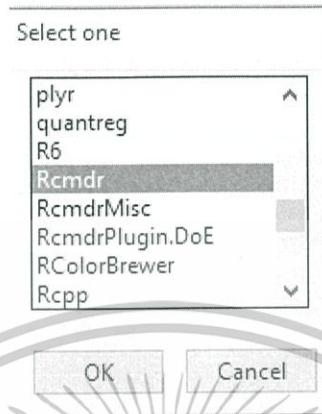 Select one
plyr
quantreg
R6
Rcmdr
RcmdrMisc
RcmdrPlugin.DoE
RColorBrewer
Rcpp
OK Cancel